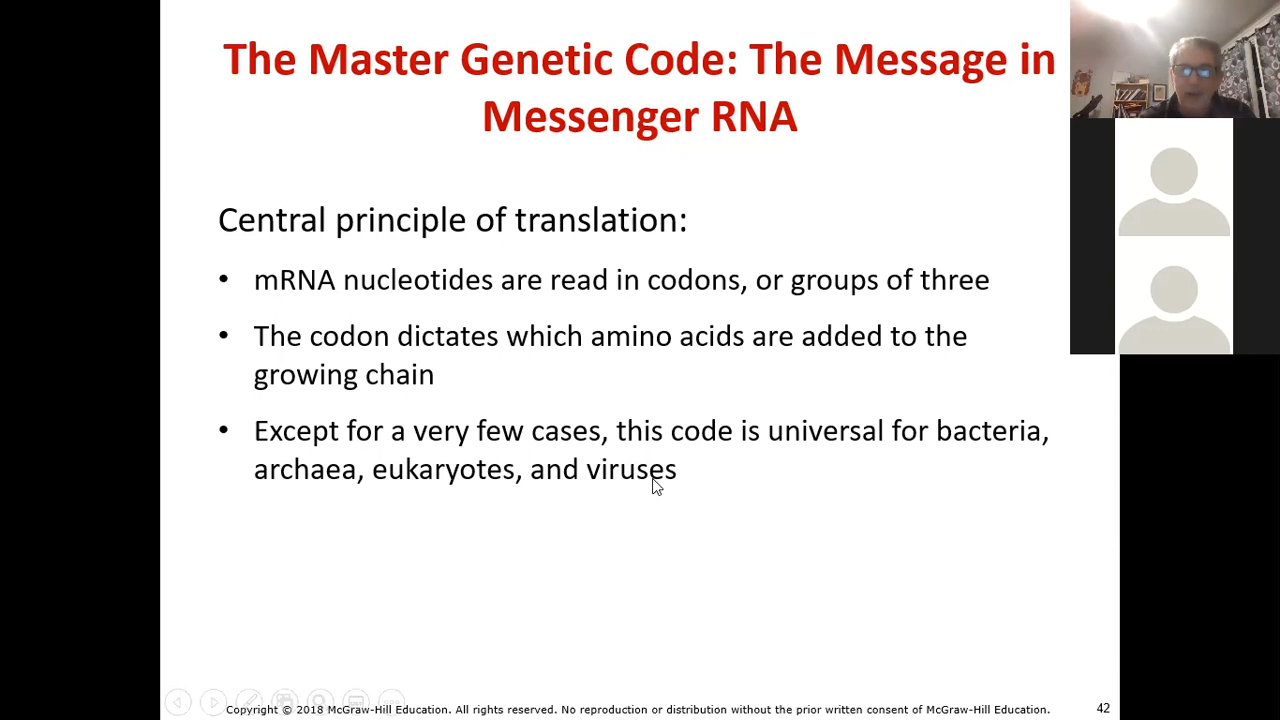 The Master Genetic Code: The Message in
Messenger RNA
Central principle of translation:
• mRNA nucleotides are read in codons, or groups of three
• The codon dictates which amino acids are added to the
growing chain
• Except for a very few cases, this code is universal for bacteria,
archaea, eukaryotes, and viruses
Copyright © 2018 McGraw-Hill Education. All rights reserved. No reproduction or distribution without the prior written consent of McGraw-Hill Education.
42